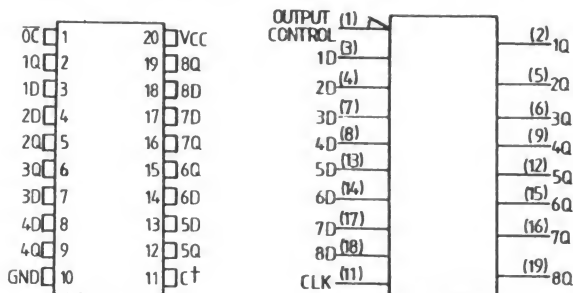 OC 1 20 VCC
1Q 2 19 8Q
1D 3 18 8D
2D 4 17 7D
2Q 5 16 7Q
3Q 6 15 6Q
3D 7 14 6D
4D 8 13 5D
4Q 9 12 5Q
GND 10 11 C†
OUTPUT (1)
CONTROL
(2) 1Q
1D (3)
2D (4)
(5) 2Q
3D (7)
(6) 3Q
4D (8)
(9) 4Q
5D (13)
(12) 5Q
6D (14)
(15) 6Q
7D (17)
(16) 7Q
8D (18)
(19) 8Q
CLK (11)